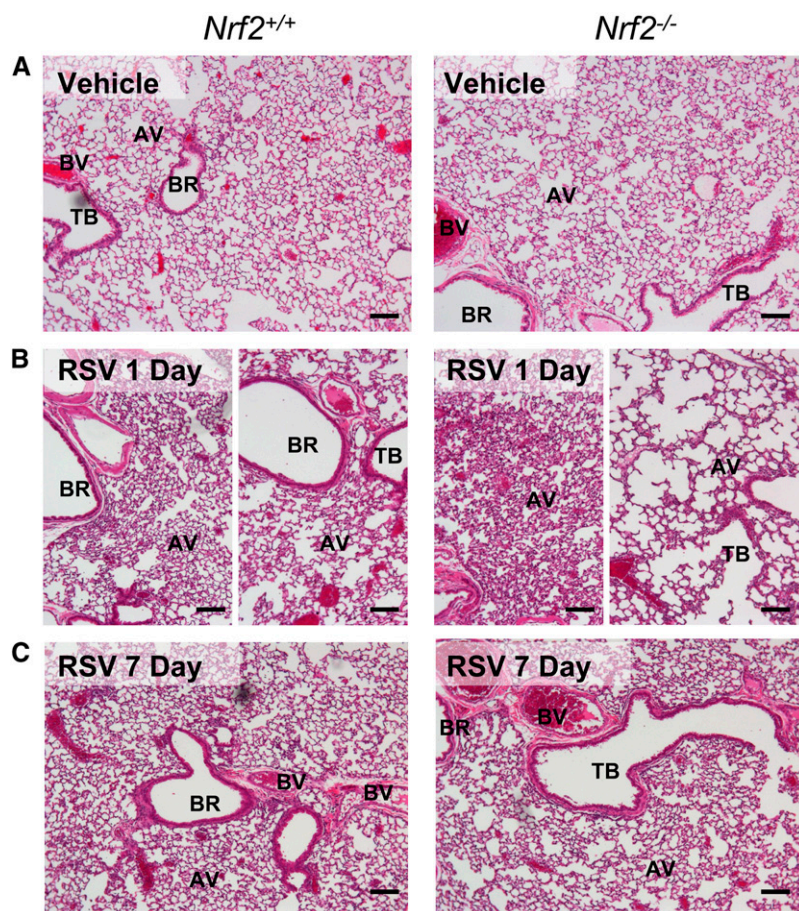 Nrf2+/+ Nrf2-/-
A
Vehicle Vehicle
AV
BV
BR
TB
AV
BV
BR
TB
B
RSV 1 Day RSV 1 Day
BR
AV
BR
TB
AV
AV
AV
TB
C
RSV 7 Day RSV 7 Day
BR
BV
BV
AV
BR
BV
TB
AV